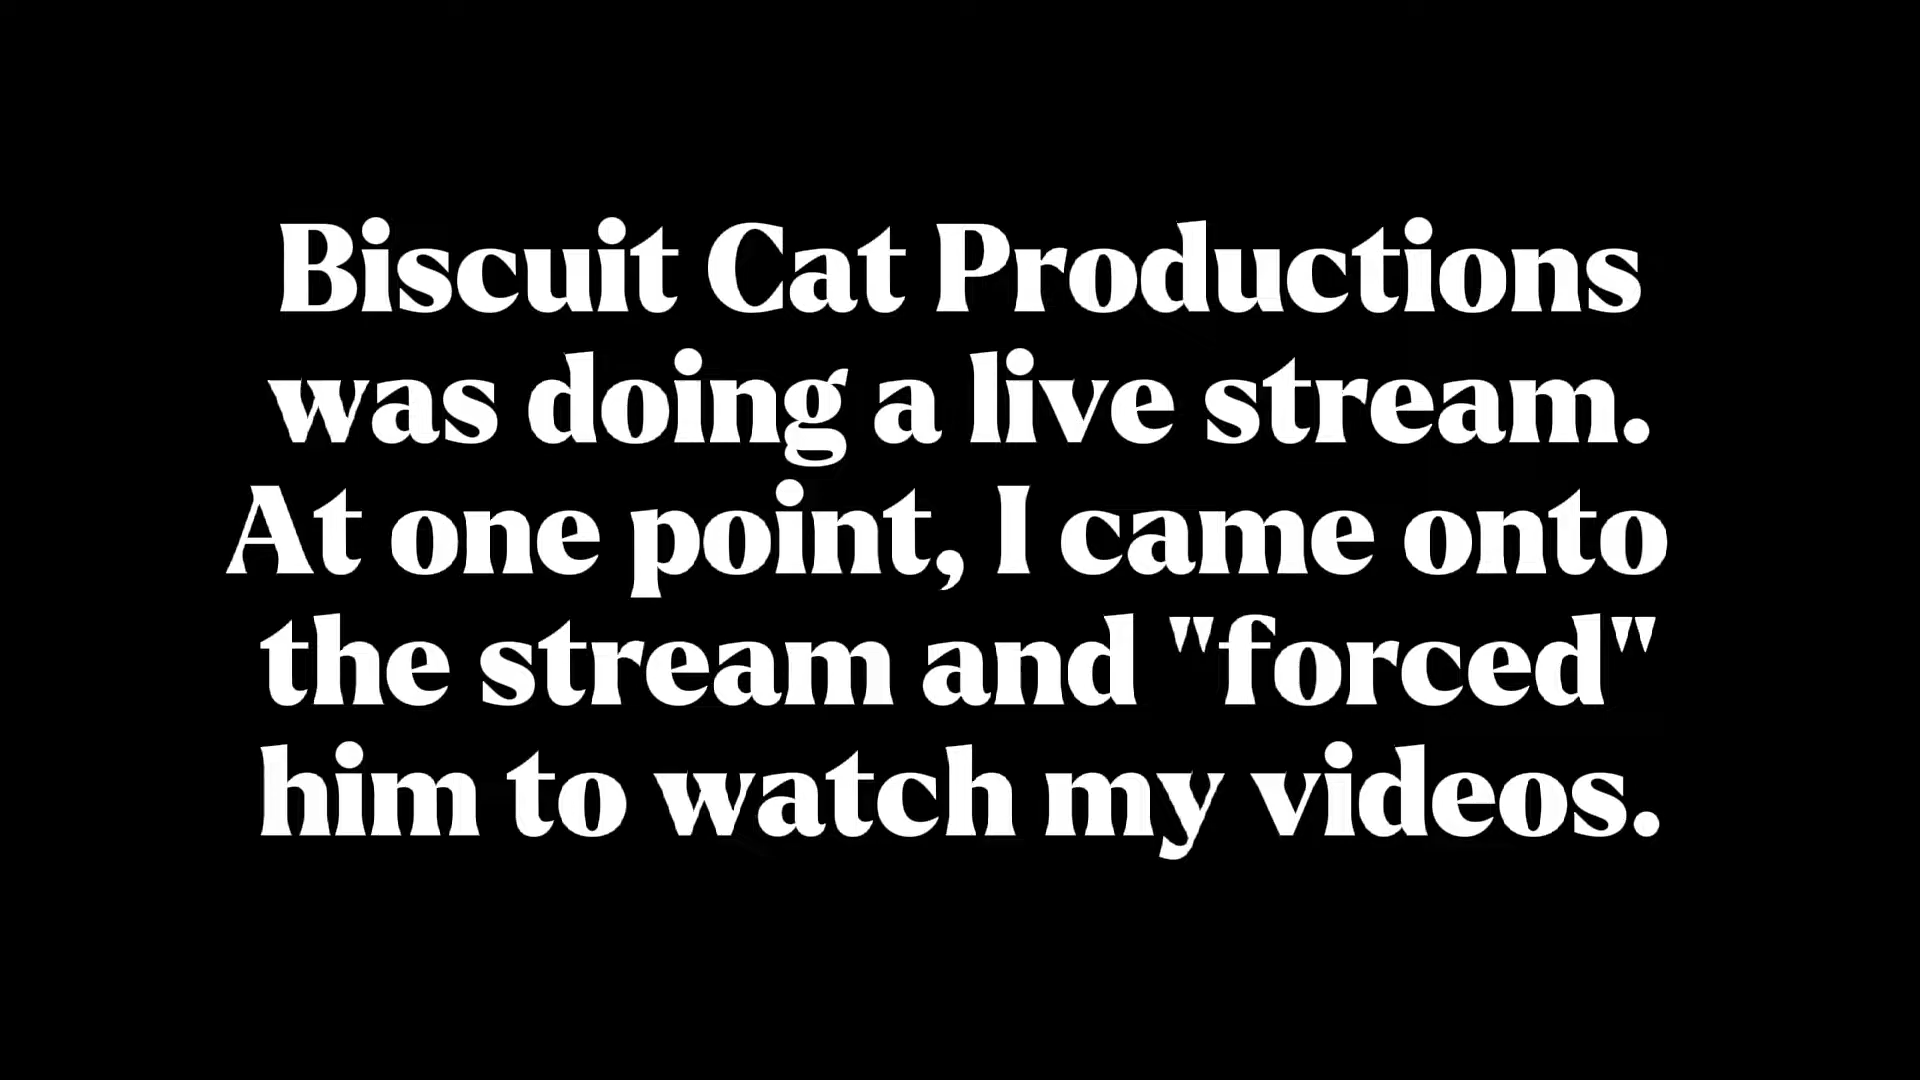 Biscuit Cat Productions
was doing a live stream.
At one point, I came onto
the stream and "forced"
him to watch my videos.